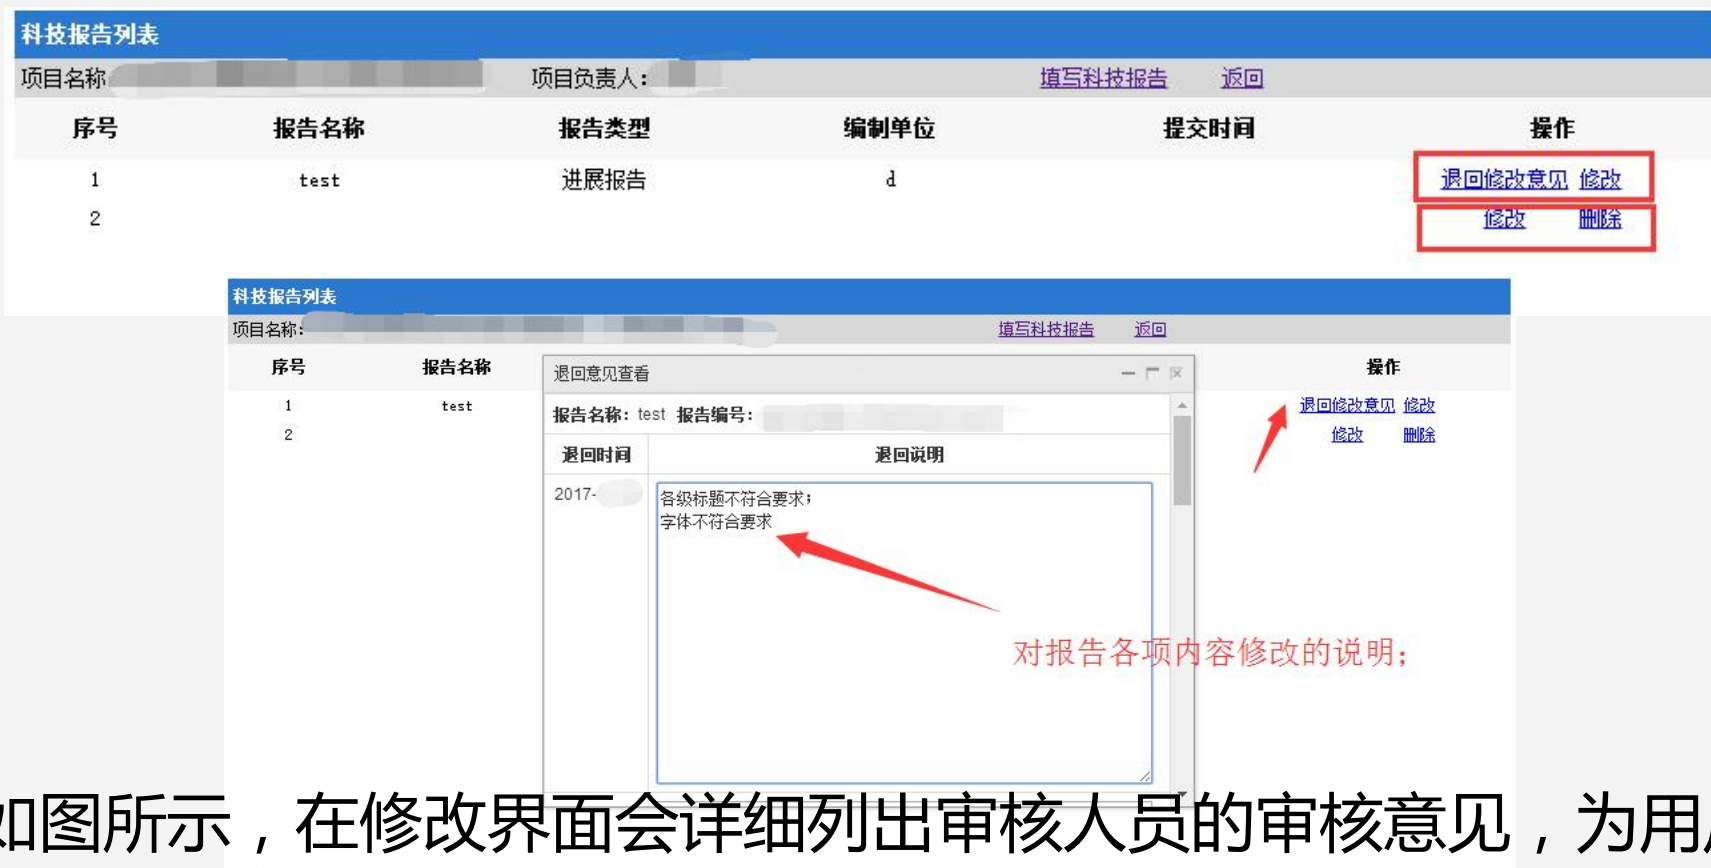 科技报告列表
项目名称 项目负责人： 填写科技报告 返回
序号 报告名称 报告类型 编制单位 提交时间 操作
1 test 进展报告 d 退回修改意见 修改
2 修改 删除
科技报告列表
项目名称： 填写科技报告 返回
序号 报告名称 操作
退回意见查看
1 test 退回修改意见 修改
报告名称：test 报告编号：
2 修改 删除
退回时间 退回说明
2017- 各级标题不符合要求；
字体不符合要求
对报告各项内容修改的说明；
如图所示，在修改界面会详细列出审核人员的审核意见，为用